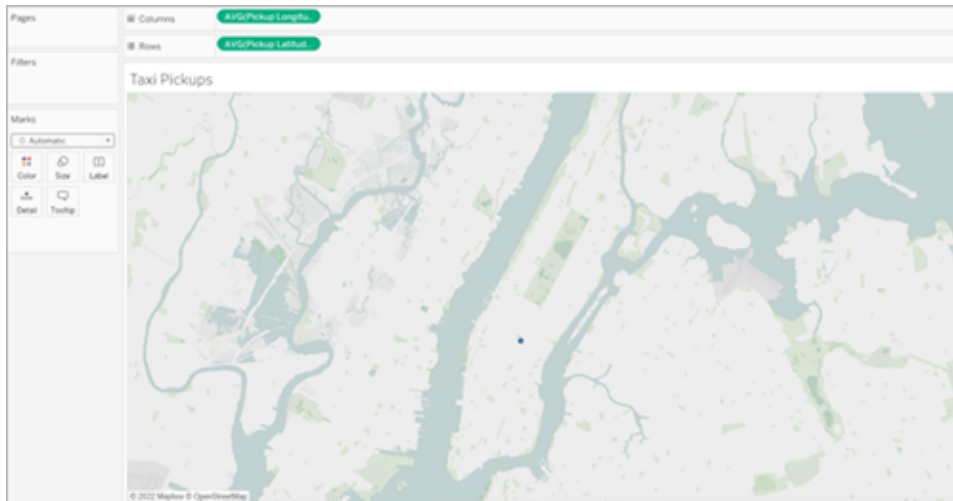 Pages
Columns
AVG(Pickup Longitu..
Rows
AVG(Pickup Latitud..
Filters
Taxi Pickups
Marks
Automatic
Color
Size
Label
Detail
Tooltip
© 2022 Mapbox © OpenStreetMap